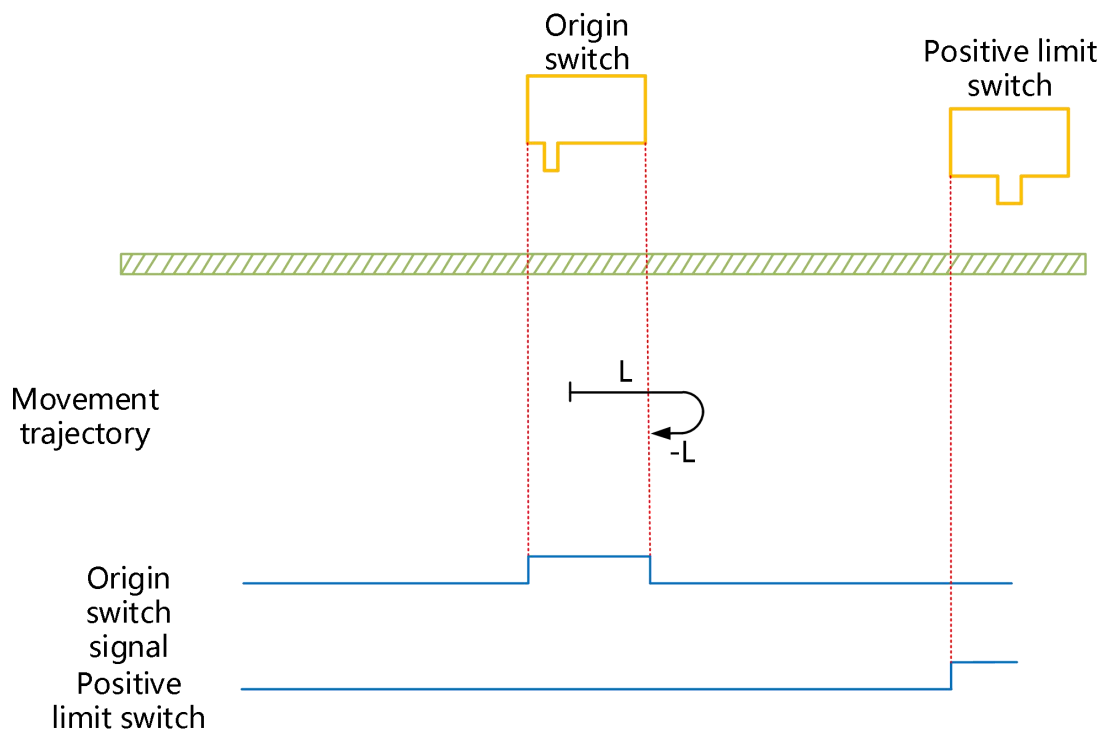 Origin
switch
Positive limit
switch
L
Movement
trajectory
-L
Origin
switch
signal
Positive
limit switch